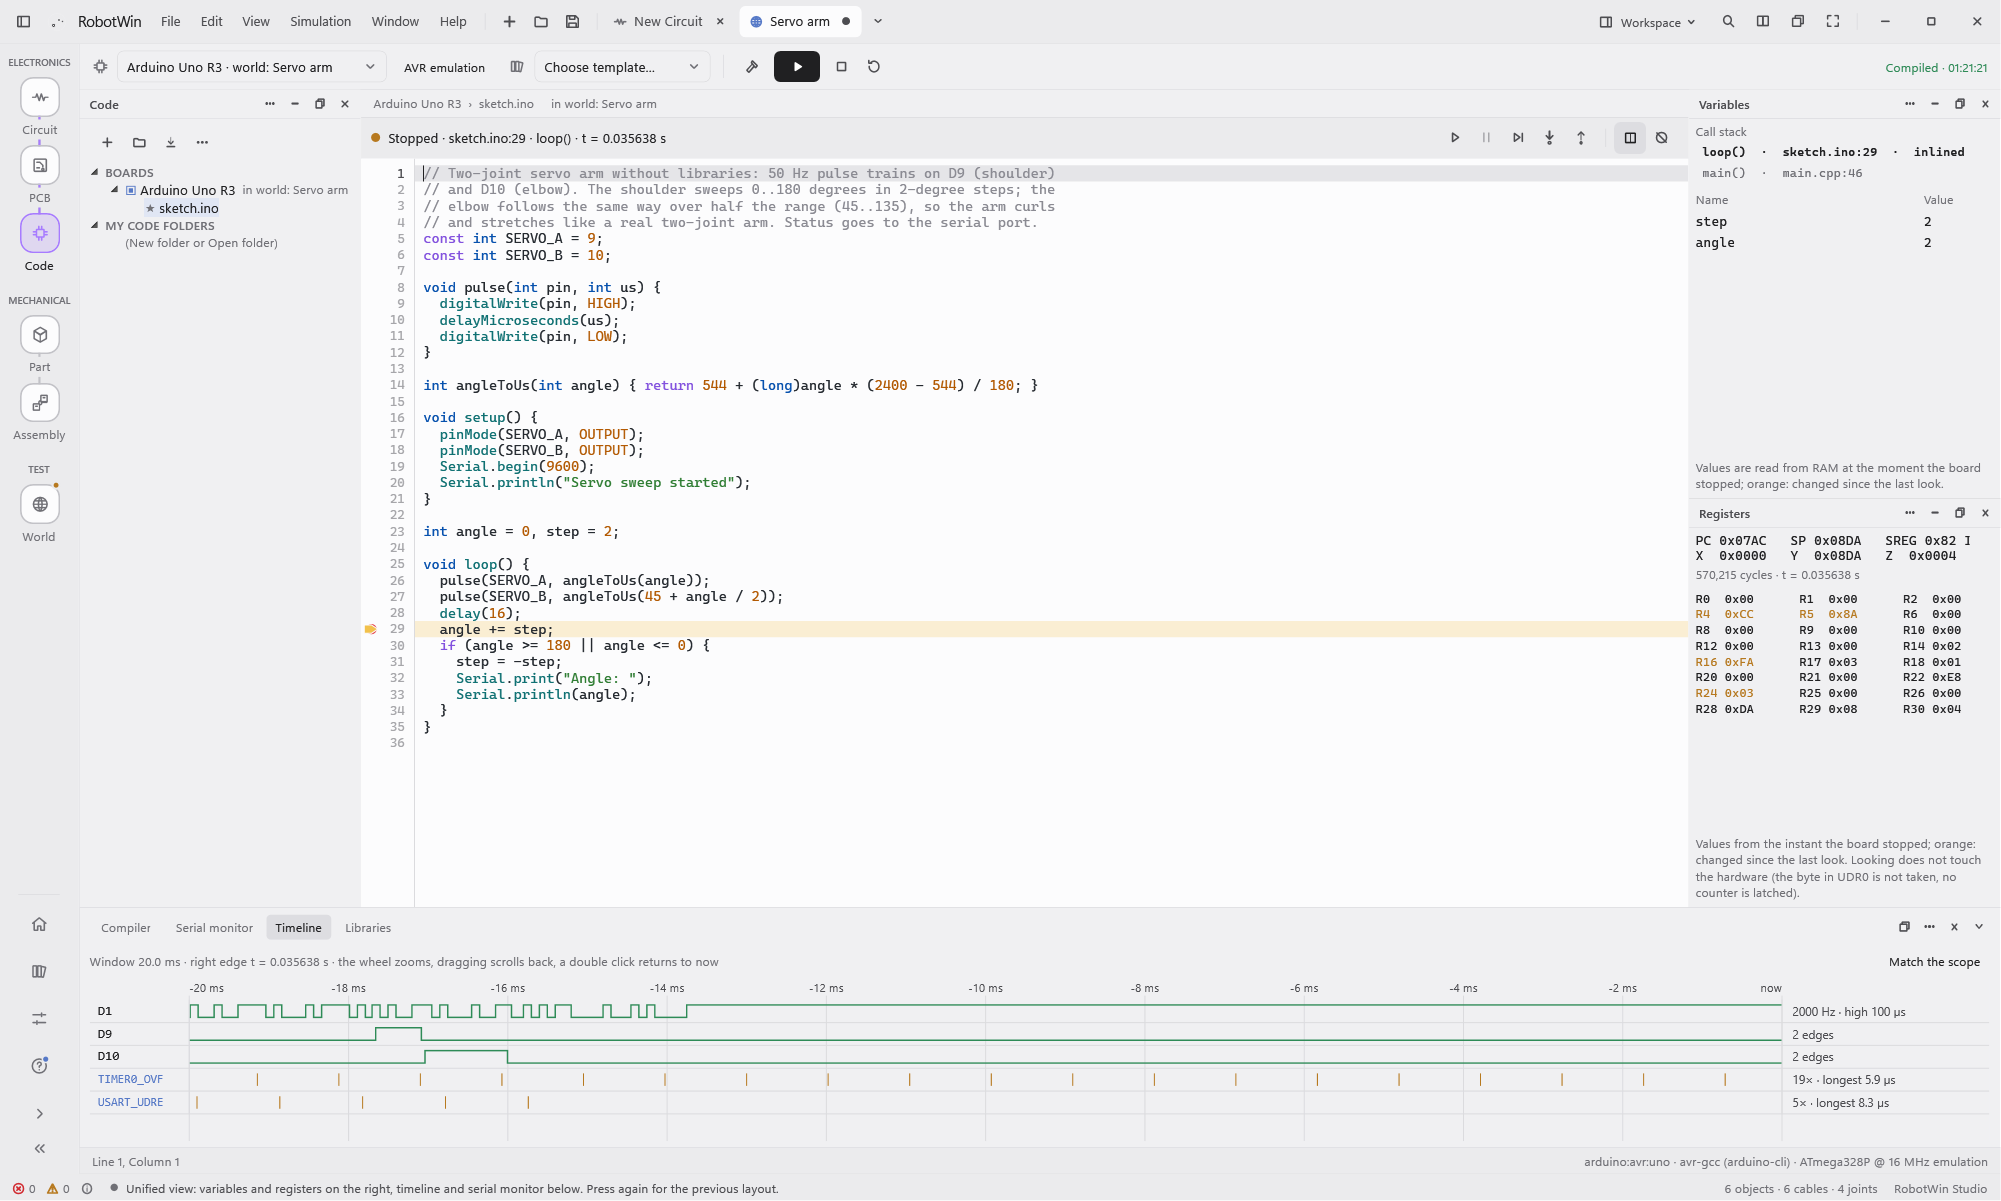 RobotWin File Edit View Simulation Window Help New Circuit Servo arm Workspace
ELECTRONICS
Circuit
PCB
Code
MECHANICAL
Part
Assembly
TEST
World
Arduino Uno R3 · world: Servo arm AVR emulation Choose template... Compiled · 01:21:21
Code
BOARDS
Arduino Uno R3 in world: Servo arm
sketch.ino
MY CODE FOLDERS
(New folder or Open folder)
Arduino Uno R3 › sketch.ino in world: Servo arm
Stopped · sketch.ino:29 · loop() · t = 0.035638 s
1 // Two-joint servo arm without libraries: 50 Hz pulse trains on D9 (shoulder)
2 // and D10 (elbow). The shoulder sweeps 0..180 degrees in 2-degree steps; the
3 // elbow follows the same way over half the range (45..135), so the arm curls
4 // and stretches like a real two-joint arm. Status goes to the serial port.
5 const int SERVO_A = 9;
6 const int SERVO_B = 10;
7
8 void pulse(int pin, int us) {
9 digitalWrite(pin, HIGH);
10 delayMicroseconds(us);
11 digitalWrite(pin, LOW);
12 }
13
14 int angleToUs(int angle) { return 544 + (long)angle * (2400 - 544) / 180; }
15
16 void setup() {
17 pinMode(SERVO_A, OUTPUT);
18 pinMode(SERVO_B, OUTPUT);
19 Serial.begin(9600);
20 Serial.println("Servo sweep started");
21 }
22
23 int angle = 0, step = 2;
24
25 void loop() {
26 pulse(SERVO_A, angleToUs(angle));
27 pulse(SERVO_B, angleToUs(45 + angle / 2));
28 delay(16);
29 angle += step;
30 if (angle >= 180 || angle <= 0) {
31 step = -step;
32 Serial.print("Angle: ");
33 Serial.println(angle);
34 }
35 }
36
Variables
Call stack
loop() · sketch.ino:29 · inlined
main() · main.cpp:46
Name Value
step 2
angle 2
Values are read from RAM at the moment the board
stopped; orange: changed since the last look.
Registers
PC 0x07AC SP 0x08DA SREG 0x82 I
X 0x0000 Y 0x08DA Z 0x0004
570,215 cycles · t = 0.035638 s
R0 0x00 R1 0x00 R2 0x00
R4 0xCC R5 0x8A R6 0x00
R8 0x00 R9 0x00 R10 0x00
R12 0x00 R13 0x00 R14 0x02
R16 0xFA R17 0x03 R18 0x01
R20 0x00 R21 0x00 R22 0xE8
R24 0x03 R25 0x00 R26 0x00
R28 0xDA R29 0x08 R30 0x04
Values from the instant the board stopped; orange:
changed since the last look. Looking does not touch
the hardware (the byte in UDR0 is not taken, no
counter is latched).
Compiler Serial monitor Timeline Libraries
Window 20.0 ms · right edge t = 0.035638 s · the wheel zooms, dragging scrolls back, a double click returns to now Match the scope
-20 ms -18 ms -16 ms -14 ms -12 ms -10 ms -8 ms -6 ms -4 ms -2 ms now
D1 2000 Hz · high 100 µs
D9 2 edges
D10 2 edges
TIMER0_OVF 19× · longest 5.9 µs
USART_UDRE 5× · longest 8.3 µs
Line 1, Column 1 arduino:avr:uno · avr-gcc (arduino-cli) · ATmega328P @ 16 MHz emulation
0 0 Unified view: variables and registers on the right, timeline and serial monitor below. Press again for the previous layout. 6 objects · 6 cables · 4 joints RobotWin Studio